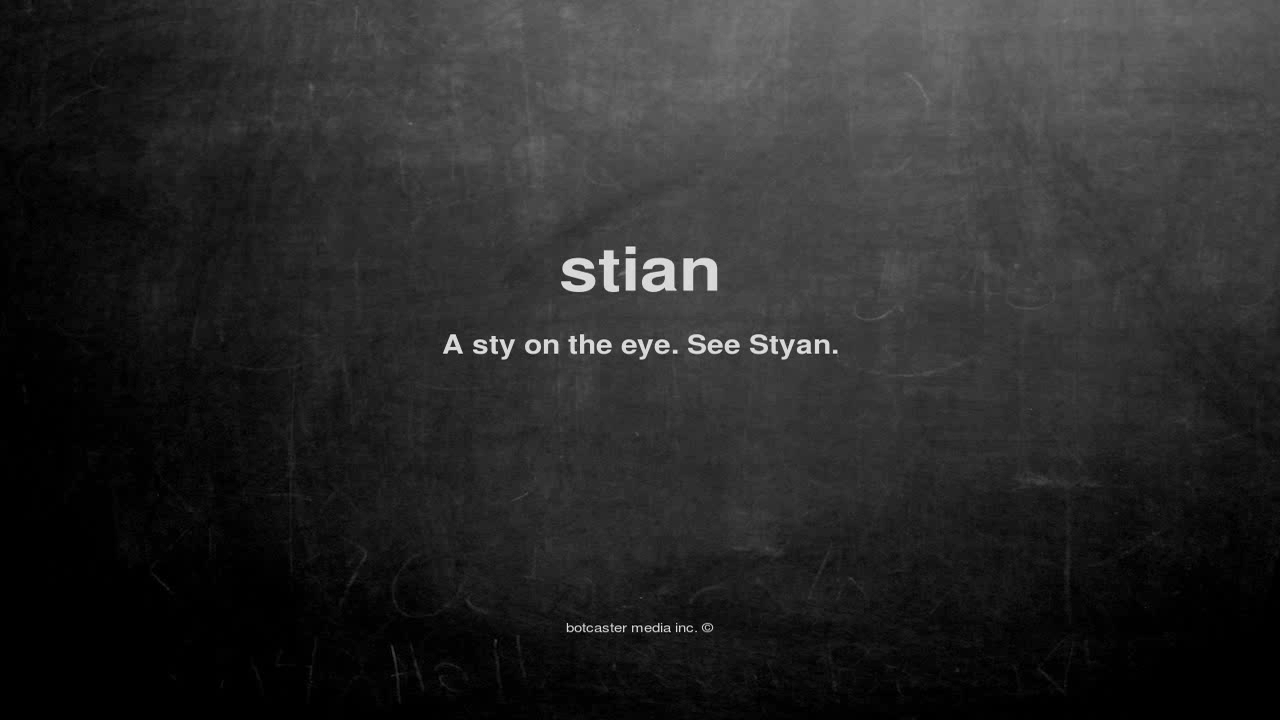 stian
A sty on the eye. See Styan.
botcaster media inc. ©